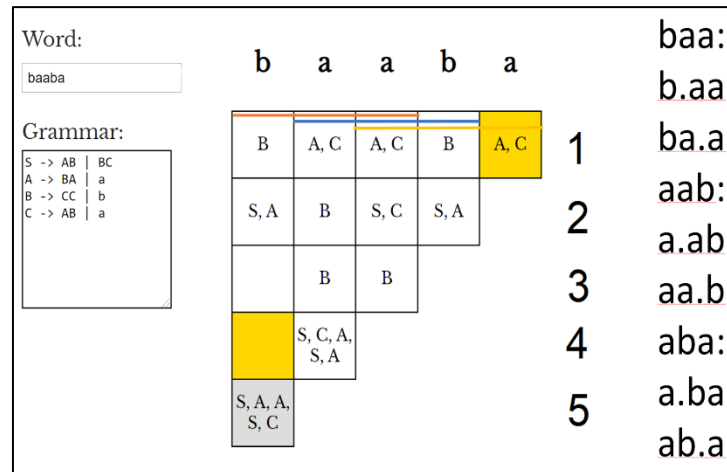 Word:
baaba
Grammar:
S -> AB | BC
A -> BA | a
B -> CC | b
C -> AB | a
b a a b a
B A, C A, C B A, C 1
S, A B S, C S, A 2
B B 3
S, C, A, 4
S, A
S, A, A, 5
S, C
baa:
b.aa
ba.a
aab:
a.ab
aa.b
aba:
a.ba
ab.a